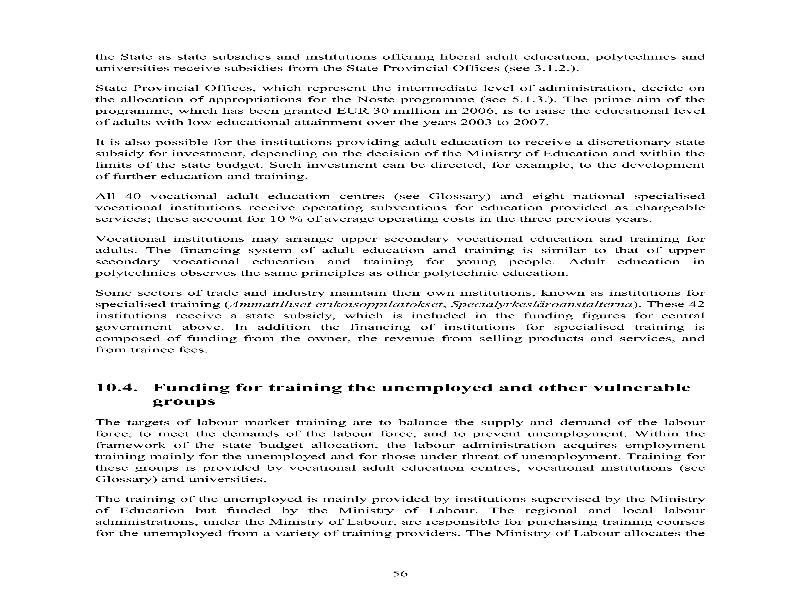 the State as state subsidies and institutions offering liberal adult education, polytechnics and
universities receive subsidies from the State Provincial Offices (see 3.1.2.).
State Provincial Offices, which represent the intermediate level of administration, decide on
the allocation of appropriations for the Noste programme (see 5.1.3.). The prime aim of the
programme, which has been granted EUR 30 million in 2006, is to raise the educational level
of adults with low educational attainment over the years 2003 to 2007.
It is also possible for the institutions providing adult education to receive a discretionary state
subsidy for investment, depending on the decision of the Ministry of Education and within the
limits of the state budget. Such investment can be directed, for example, to the development
of further education and training.
All 40 vocational adult education centres (see Glossary) and eight national specialised
vocational institutions receive operating subventions for education provided as chargeable
services; these account for 10 % of average operating costs in the three previous years.
Vocational institutions may arrange upper secondary vocational education and training for
adults. The financing system of adult education and training is similar to that of upper
secondary vocational education and training for young people. Adult education in
polytechnics observes the same principles as other polytechnic education.
Some sectors of trade and industry maintain their own institutions, known as institutions for
specialised training (Ammatilliset erikoisoppilaitokset, Specialyrkesläroanstalterna). These 42
institutions receive a state subsidy, which is included in the funding figures for central
government above. In addition the financing of institutions for specialised training is
composed of funding from the owner, the revenue from selling products and services, and
from trainee fees.
10.4. Funding for training the unemployed and other vulnerable
groups
The targets of labour market training are to balance the supply and demand of the labour
force, to meet the demands of the labour force, and to prevent unemployment. Within the
framework of the state budget allocation, the labour administration acquires employment
training mainly for the unemployed and for those under threat of unemployment. Training for
these groups is provided by vocational adult education centres, vocational institutions (see
Glossary) and universities.
The training of the unemployed is mainly provided by institutions supervised by the Ministry
of Education but funded by the Ministry of Labour. The regional and local labour
administrations, under the Ministry of Labour, are responsible for purchasing training courses
for the unemployed from a variety of training providers. The Ministry of Labour allocates the
56